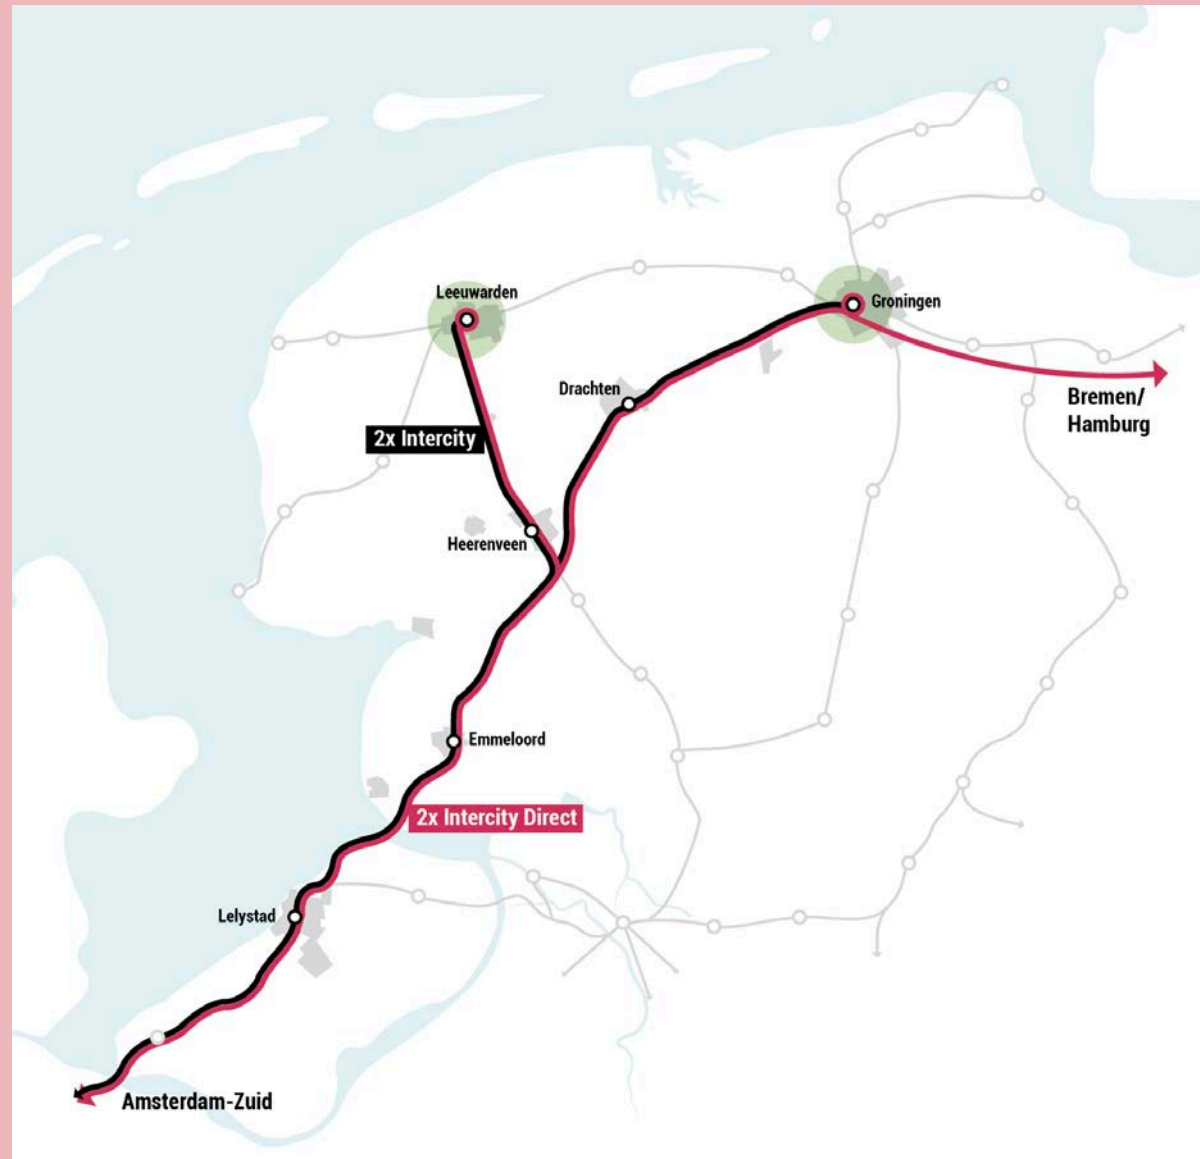 Leeuwarden
Groningen
Drachten
Bremen/
Hamburg
2x Intercity
Heerenveen
Emmeloord
2x Intercity Direct
Lelystad
Amsterdam-Zuid